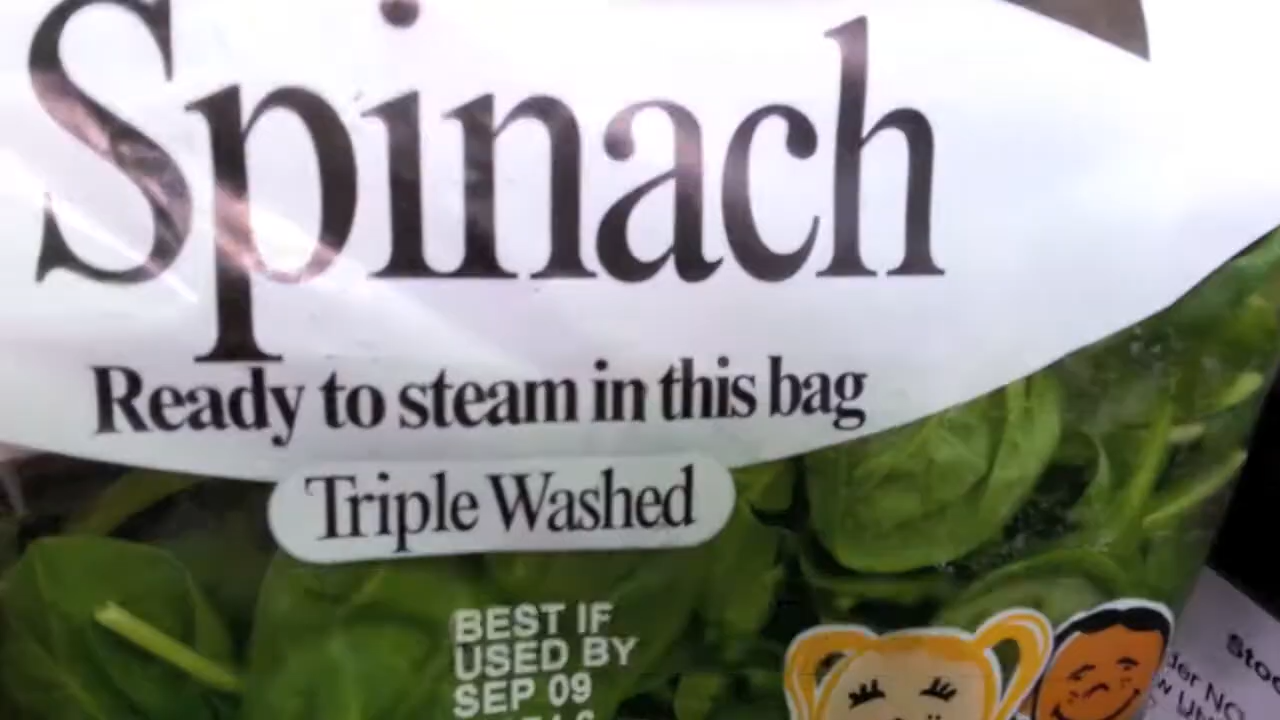 Spinach
Ready to steam in this bag
Triple Washed
BEST IF
USED BY
SEP 09